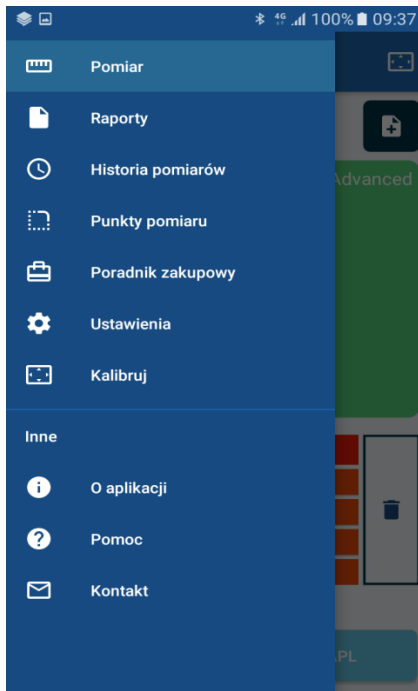 4G 100% 09:37
Pomiar
Raporty
Historia pomiarów
Advanced
Punkty pomiaru
Poradnik zakupowy
Ustawienia
Kalibruj
Inne
O aplikacji
Pomoc
Kontakt
PL